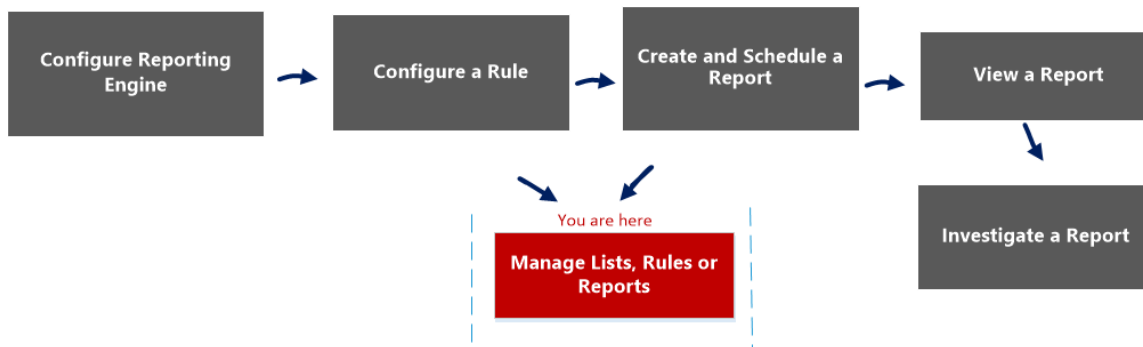 Configure Reporting
Engine
Configure a Rule
Create and Schedule a
Report
View a Report
You are here
Manage Lists, Rules or
Reports
Investigate a Report